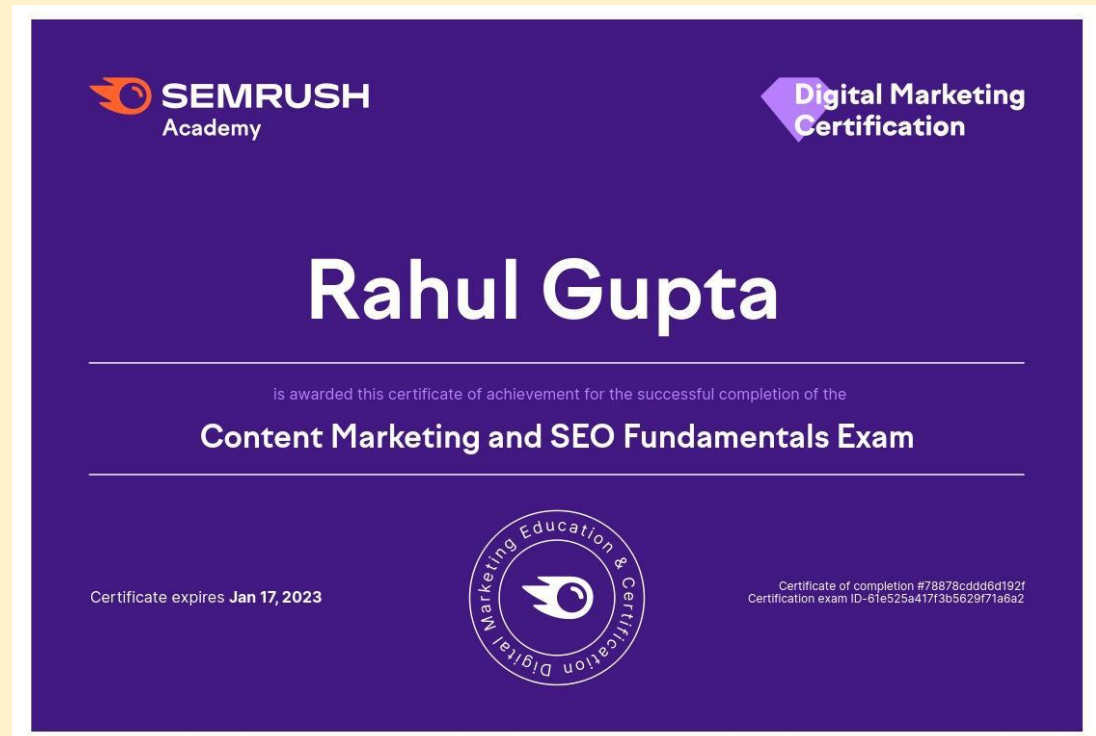 SEMRUSH
Academy
Digital Marketing
Certification
Rahul Gupta
is awarded this certificate of achievement for the successful completion of the
Content Marketing and SEO Fundamentals Exam
Digital Marketing Education & Certification
Certificate expires Jan 17, 2023
Certificate of completion #78878cddd6d192f
Certification exam ID-61e525a417f3b5629f71a6a2